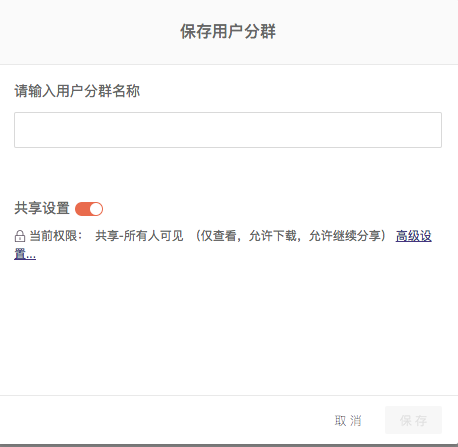 保存用户分群
请输入用户分群名称
共享设置
当前权限： 共享-所有人可见 （仅查看，允许下载，允许继续分享） 高级设
置...
取消 保存